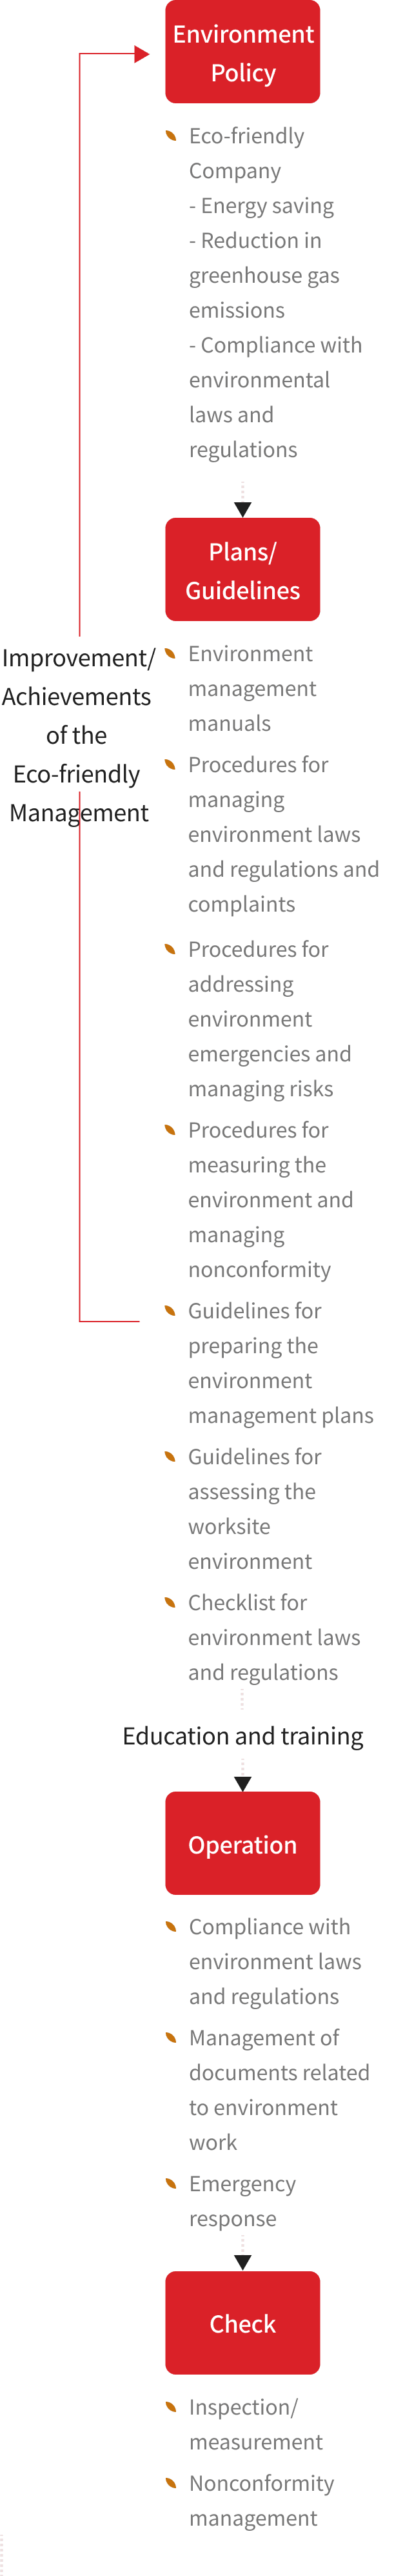 Environment
Policy
Eco-friendly
Company
- Energy saving
- Reduction in
greenhouse gas
emissions
- Compliance with
environmental
laws and
regulations
Plans/
Guidelines
Improvement/
Achievements
of the
Eco-friendly
Management
Environment
management
manuals
Procedures for
managing
environment laws
and regulations and
complaints
Procedures for
addressing
environment
emergencies and
managing risks
Procedures for
measuring the
environment and
managing
nonconformity
Guidelines for
preparing the
environment
management plans
Guidelines for
assessing the
worksite
environment
Checklist for
environment laws
and regulations
Education and training
Operation
Compliance with
environment laws
and regulations
Management of
documents related
to environment
work
Emergency
response
Check
Inspection/
measurement
Nonconformity
management